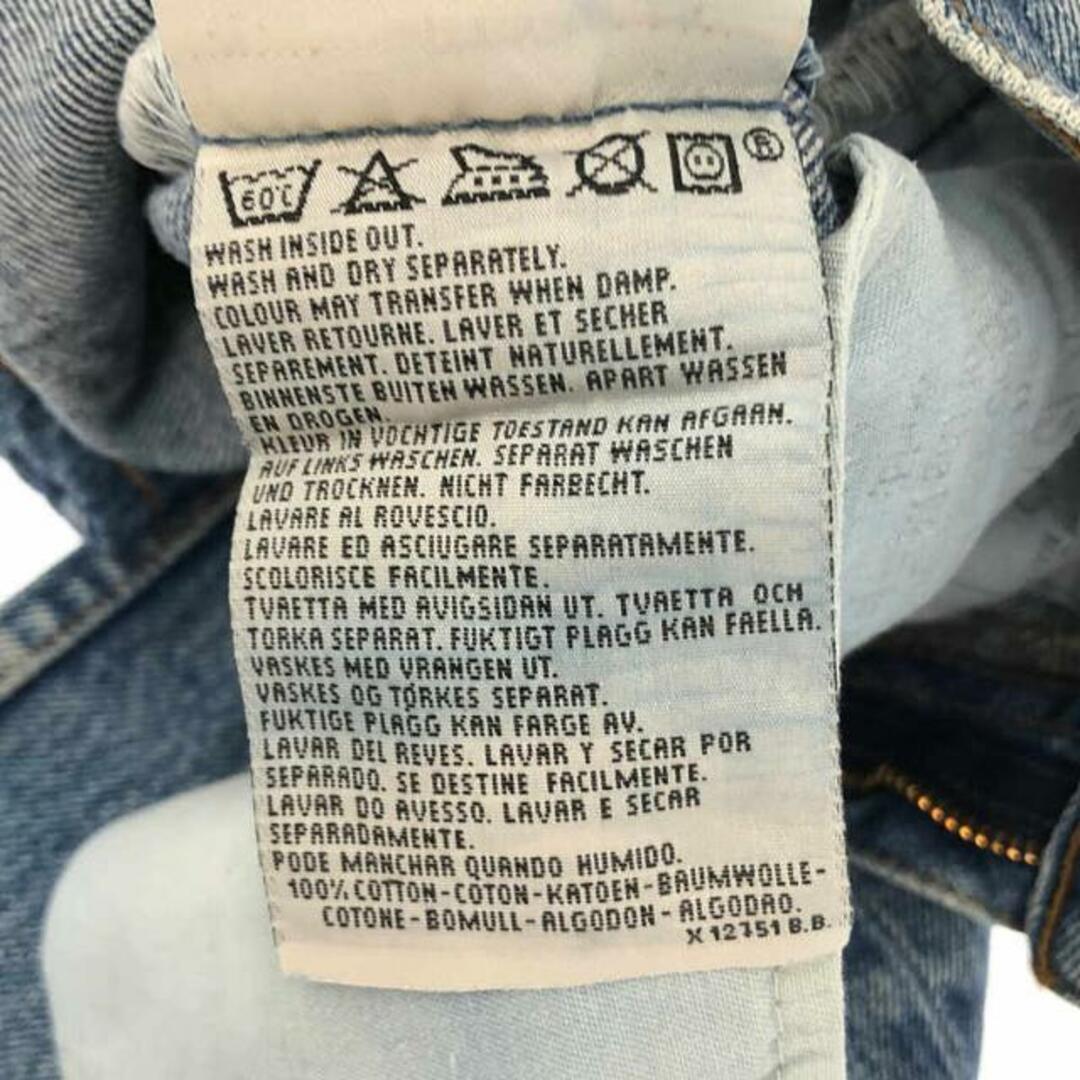 60°C
®
WASH INSIDE OUT.
WASH AND DRY SEPARATELY.
COLOUR MAY TRANSFER WHEN DAMP.
LAVER RETOURNE. LAVER ET SECHER
SEPAREMENT. DETEINT NATURELLEMENT.
BINNENSTE BUITEN WASSEN. APART WASSEN
EN DROGEN.
KLEUR IN VOCHTIGE TOESTAND KAN AFGAAN.
AUF LINKS WASCHEN. SEPARAT WASCHEN
UND TROCKNEN. NICHT FARBECHT.
LAVARE AL ROVESCIO.
LAVARE ED ASCIUGARE SEPARATAMENTE.
SCOLORISCE FACILMENTE.
TVAETTA MED AVIGSIDAN UT. TVAETTA OCH
TORKA SEPARAT. FUKTIGT PLAGG KAN FAELLA.
VASKES MED VRANGEN UT.
VASKES OG TØRKES SEPARAT.
FUKTIGE PLAGG KAN FARGE AV.
LAVAR DEL REVES. LAVAR Y SECAR POR
SEPARADO. SE DESTINE FACILMENTE.
LAVAR DO AVESSO. LAVAR E SECAR
SEPARADAMENTE.
PODE MANCHAR QUANDO HUMIDO.
100% COTTON-COTON-KATOEN-BAUMWOLLE-
COTONE-BOMULL-ALGODON-ALGODAO.
X 12751 B.B.